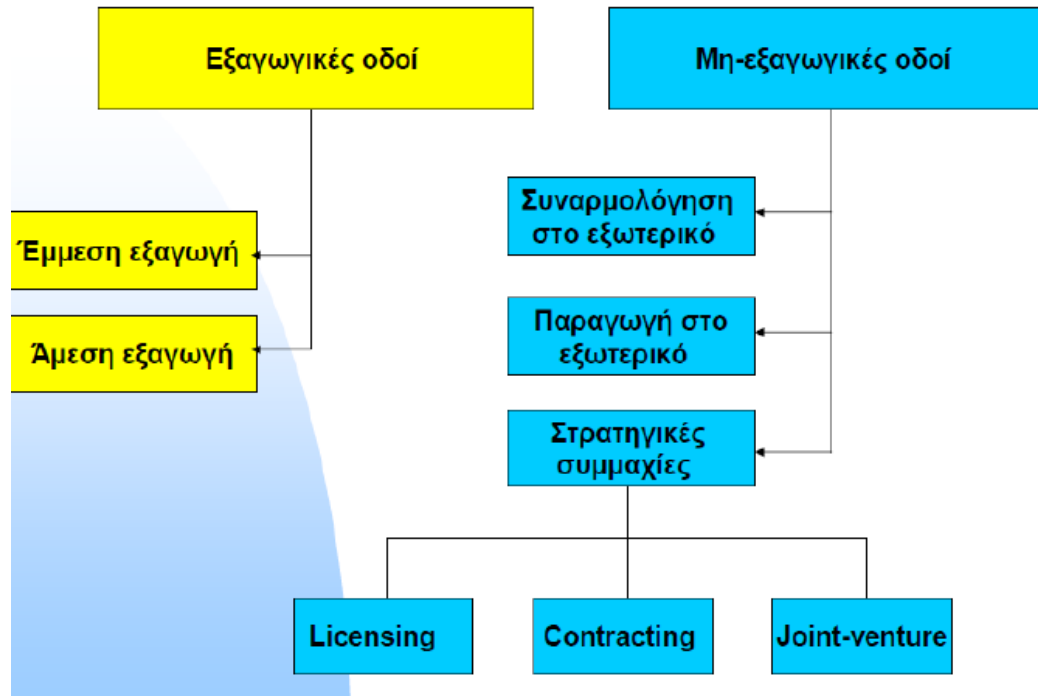 Εξαγωγικές οδοί
Μη-εξαγωγικές οδοί
Έμμεση εξαγωγή
Άμεση εξαγωγή
Συναρμολόγηση
στο εξωτερικό
Παραγωγή στο
εξωτερικό
Στρατηγικές
συμμαχίες
Licensing
Contracting
Joint-venture